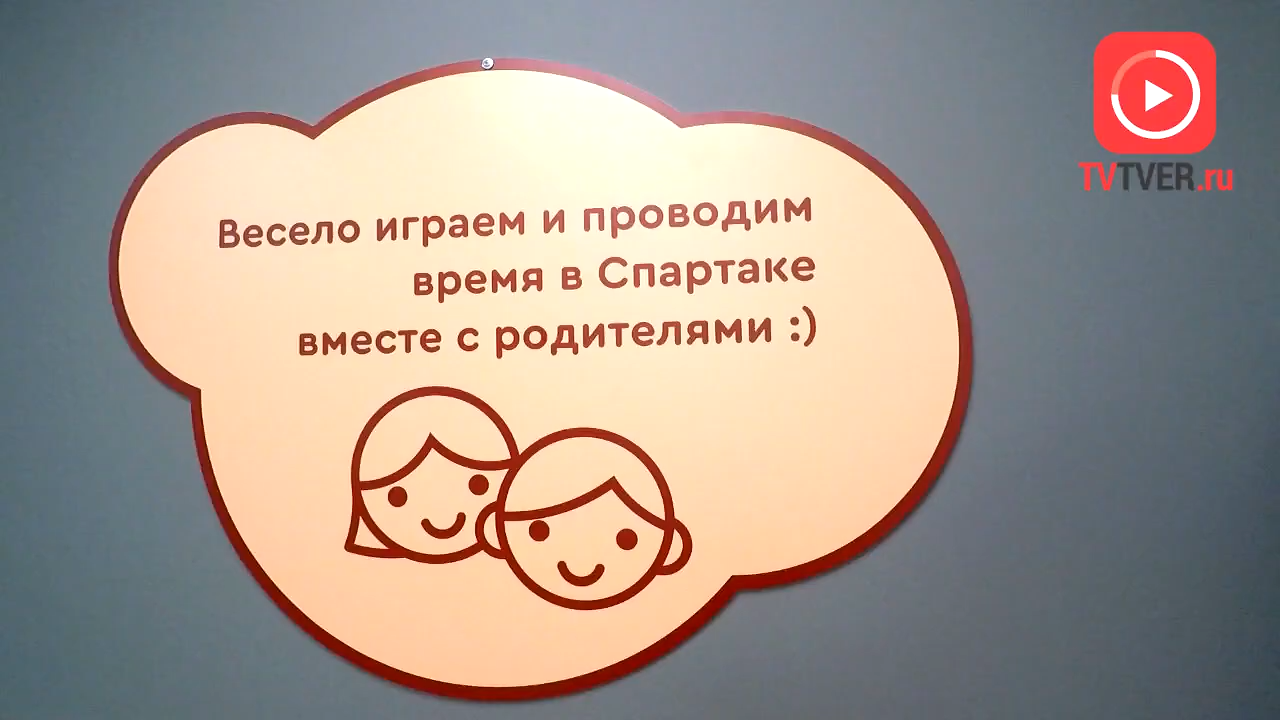 Весело играем и проводим
время в Спартаке
вместе с родителями :)
TVTVER.ru